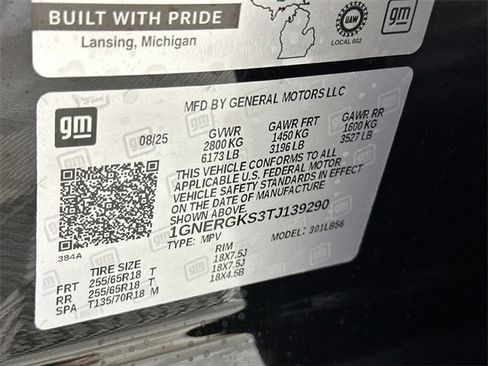 BUILT WITH PRIDE
Lansing, Michigan
UAW
LOCAL 602
gm
gm
MFD BY GENERAL MOTORS LLC
08/25
GVWR GAWR FRT GAWR RR
2800 KG 1450 KG 1600 KG
6173 LB 3196 LB 3527 LB
THIS VEHICLE CONFORMS TO ALL
APPLICABLE U.S. FEDERAL MOTOR
VEHICLE SAFETY STANDARDS IN EFFECT
ON THE DATE OF MANUFACTURE
SHOWN ABOVE.
1GNERGKS3TJ139290
TYPE: MPV MODEL: 301LB56
384A
TIRE SIZE RIM
FRT 255/65R18 T 18X7.5J
RR 255/65R18 T 18X7.5J
SPA T135/70R18 M 18X4.5B